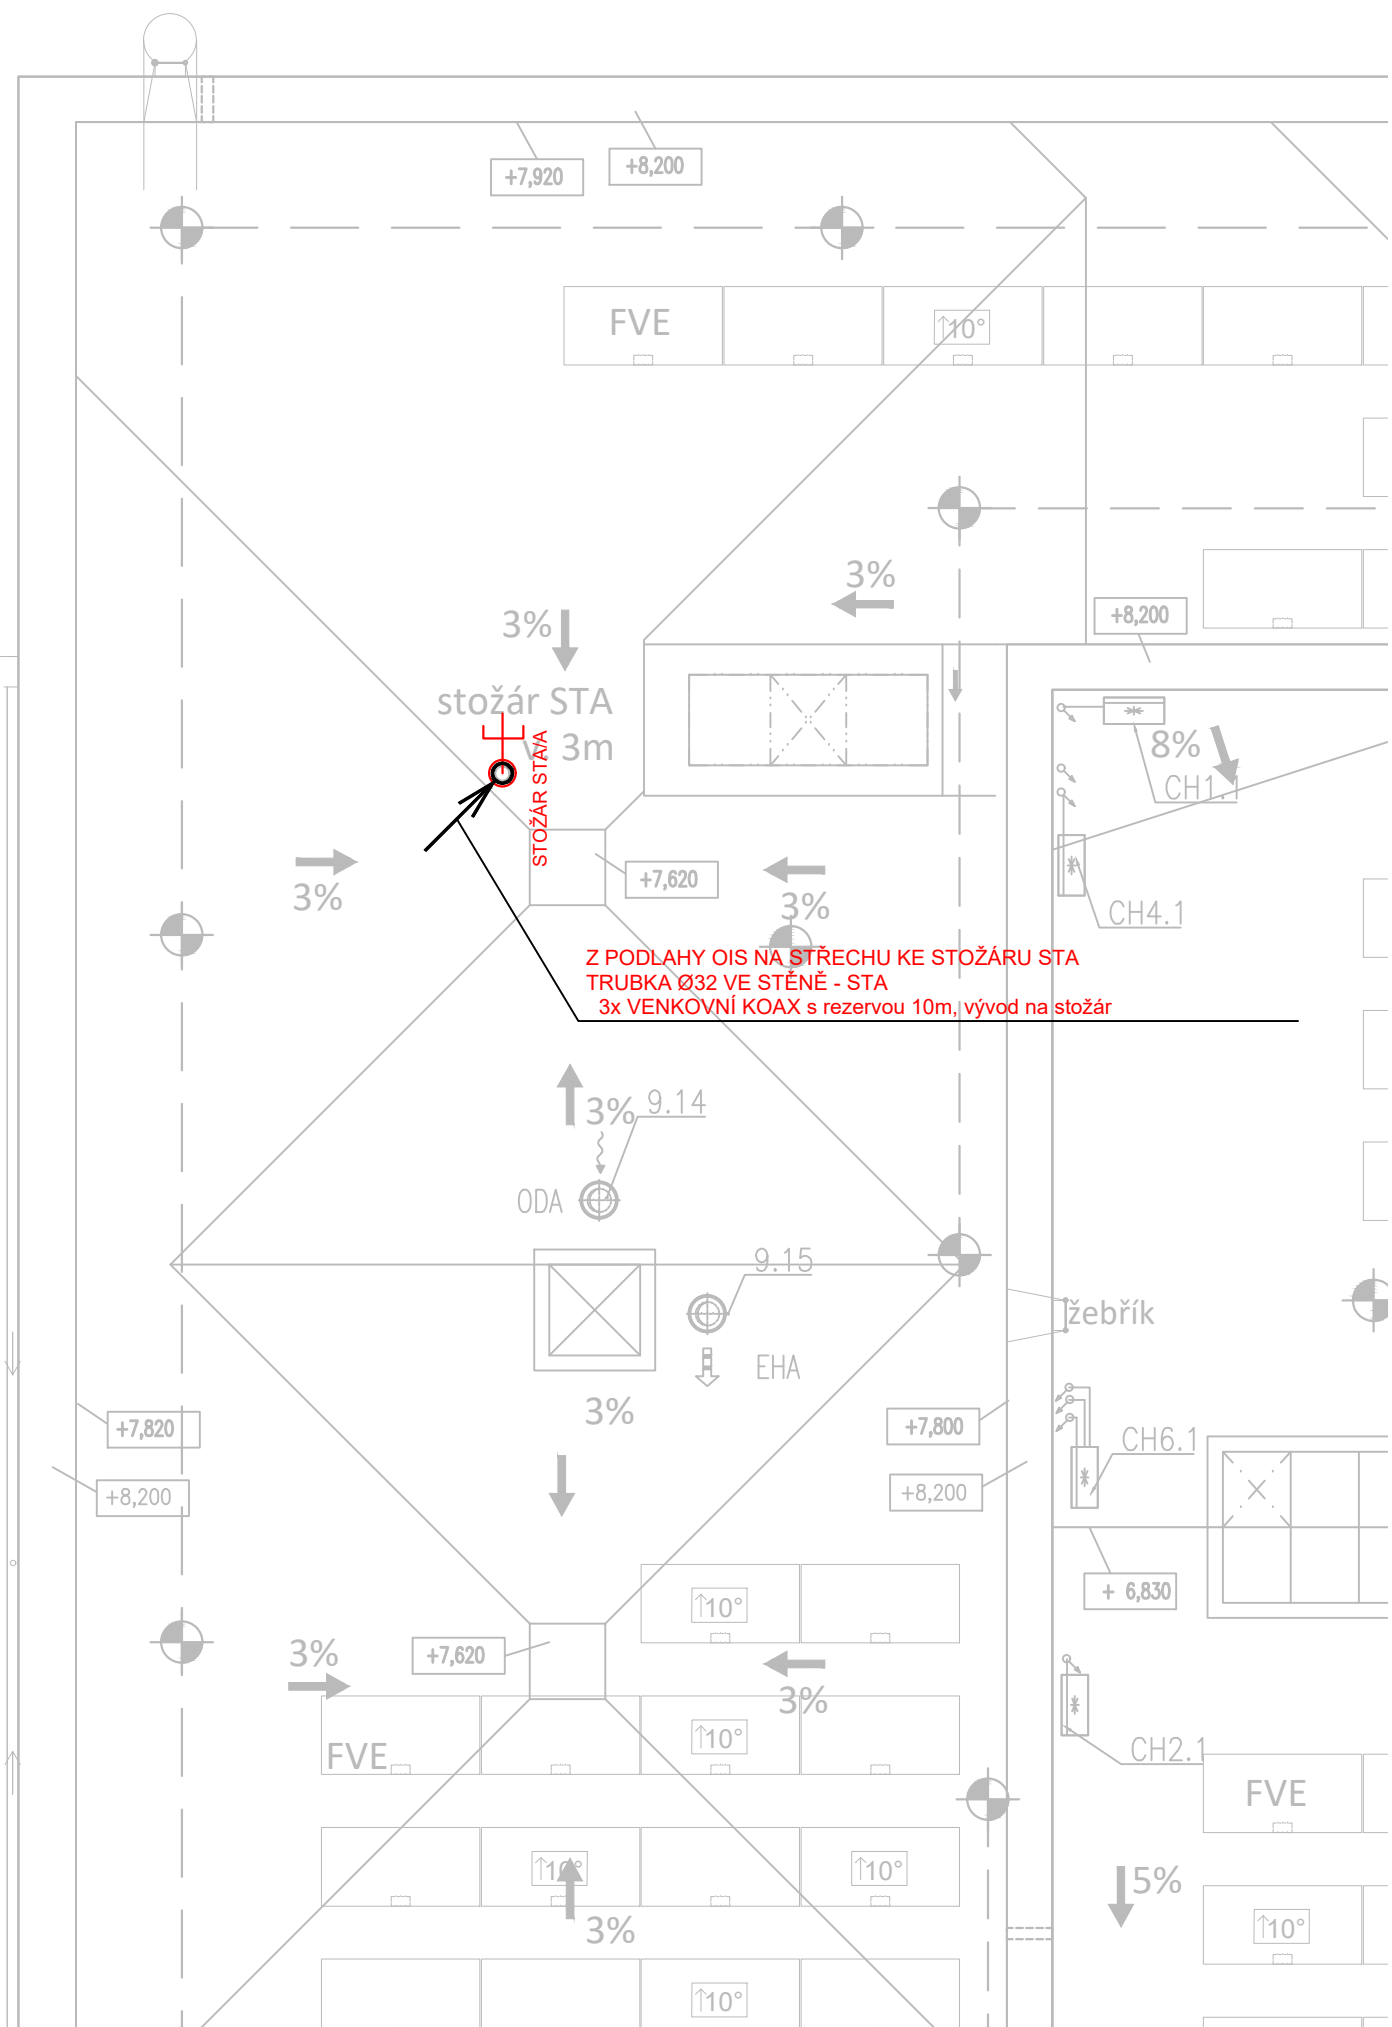 +7,920
+8,200
FVE
10°
3%
3%
+8,200
stožár STA
v. 3m
STOŽÁR STA/A
8%
CH1.1
+7,620
3%
3%
CH4.1
Z PODLAHY OIS NA STŘECHU KE STOŽÁRU STA
TRUBKA Ø32 VE STĚNĚ - STA
3x VENKOVNÍ KOAX s rezervou 10m, vývod na stožár
3%
9.14
ODA
9.15
žebřík
EHA
3%
+7,820
+7,800
CH6.1
+8,200
+8,200
+ 6,830
10°
3%
+7,620
3%
10°
FVE
CH2.1
FVE
10°
10°
5%
3%
10°
10°